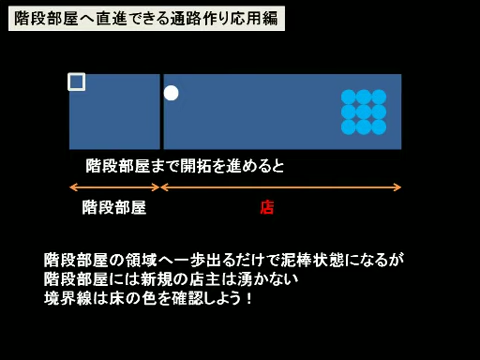 階段部屋へ直進できる通路作り応用編
階段部屋まで開拓を進めると
階段部屋
店
階段部屋の領域へ一歩出るだけで泥棒状態になるが
階段部屋には新規の店主は湧かない
境界線は床の色を確認しよう！